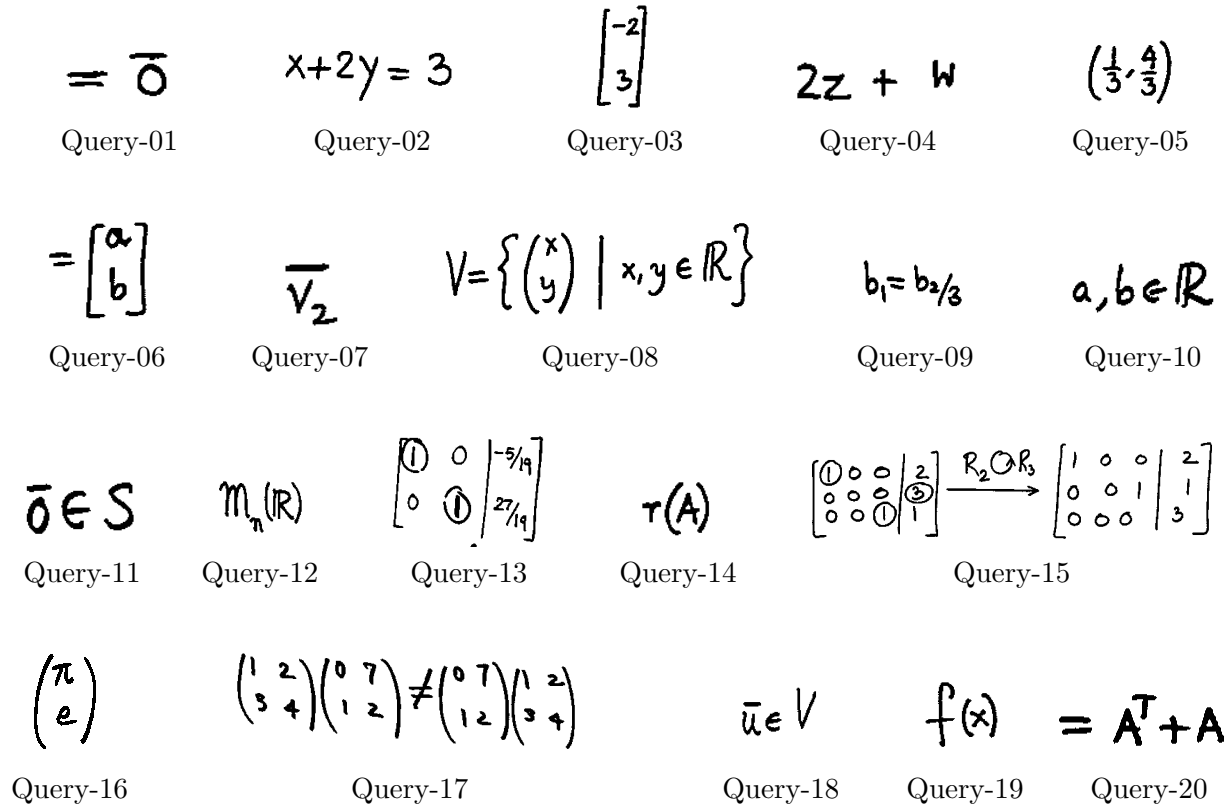 = 0̅ x+2y = 3 [-2 3] 2z + w (1/3, 4/3)
Query-01 Query-02 Query-03 Query-04 Query-05
= [a b] v̅₂ V = {(x y) | x, y ∈ ℝ} b₁ = b₂/3 a, b ∈ ℝ
Query-06 Query-07 Query-08 Query-09 Query-10
0̅ ∈ S m_n(ℝ) [① 0 | -5/19 0 ① | 27/19] r(A) [① 0 0 | 2 0 0 0 | ③ 0 0 ① | 1] R₂ ↻ R₃ → [1 0 0 | 2 0 0 1 | 1 0 0 0 | 3]
Query-11 Query-12 Query-13 Query-14 Query-15
(π e) (1 2 3 4)(0 7 1 2) ≠ (0 7 1 2)(1 2 3 4) u̅ ∈ V f(x) = Aᵀ + A
Query-16 Query-17 Query-18 Query-19 Query-20